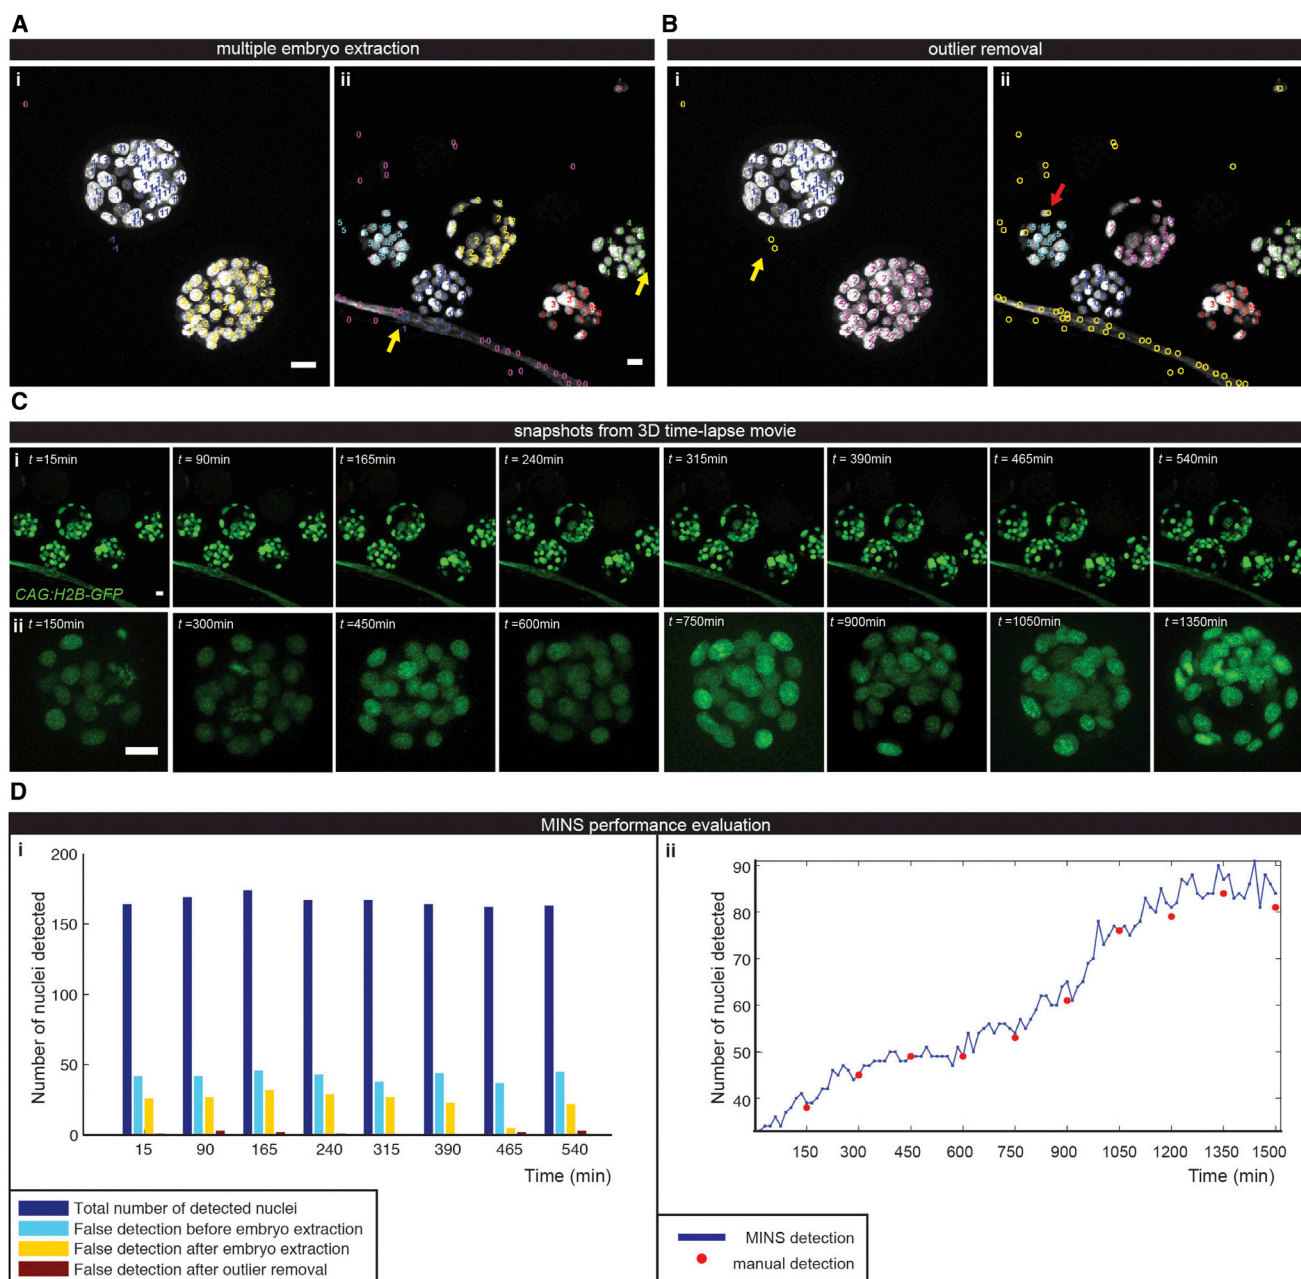 A
B
multiple embryo extraction
outlier removal
i
ii
i
ii
C
snapshots from 3D time-lapse movie
i
t =15min
t = 90min
t =165min
t = 240min
t = 315min
t = 390min
t = 465min
t = 540min
CAG:H2B-GFP
ii
t =150min
t =300min
t =450min
t = 600min
t =750min
t =900min
t =1050min
t =1350min
D
MINS performance evaluation
i
200
150
100
50
0
Number of nuclei detected
15 90 165 240 315 390 465 540
Time (min)
Total number of detected nuclei
False detection before embryo extraction
False detection after embryo extraction
False detection after outlier removal
ii
90
80
70
60
50
40
Number of nuclei detected
150 300 450 600 750 900 1050 1200 1350 1500
Time (min)
MINS detection
manual detection